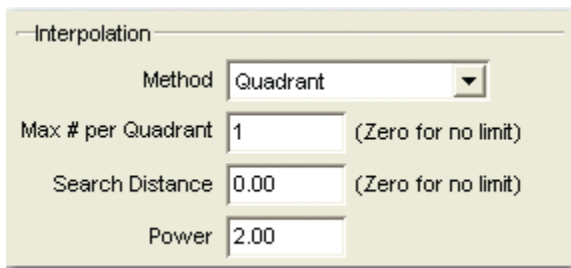 Interpolation
Method Quadrant
Max # per Quadrant 1 (Zero for no limit)
Search Distance 0.00 (Zero for no limit)
Power 2.00